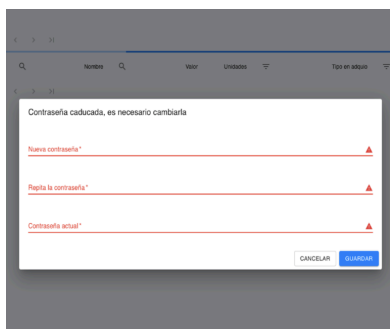 Nombre Valor Unidades Tipo en adquio
Contraseña caducada, es necesario cambiarla
Nueva contraseña*
Repita la contraseña*
Contraseña actual*
CANCELAR GUARDAR